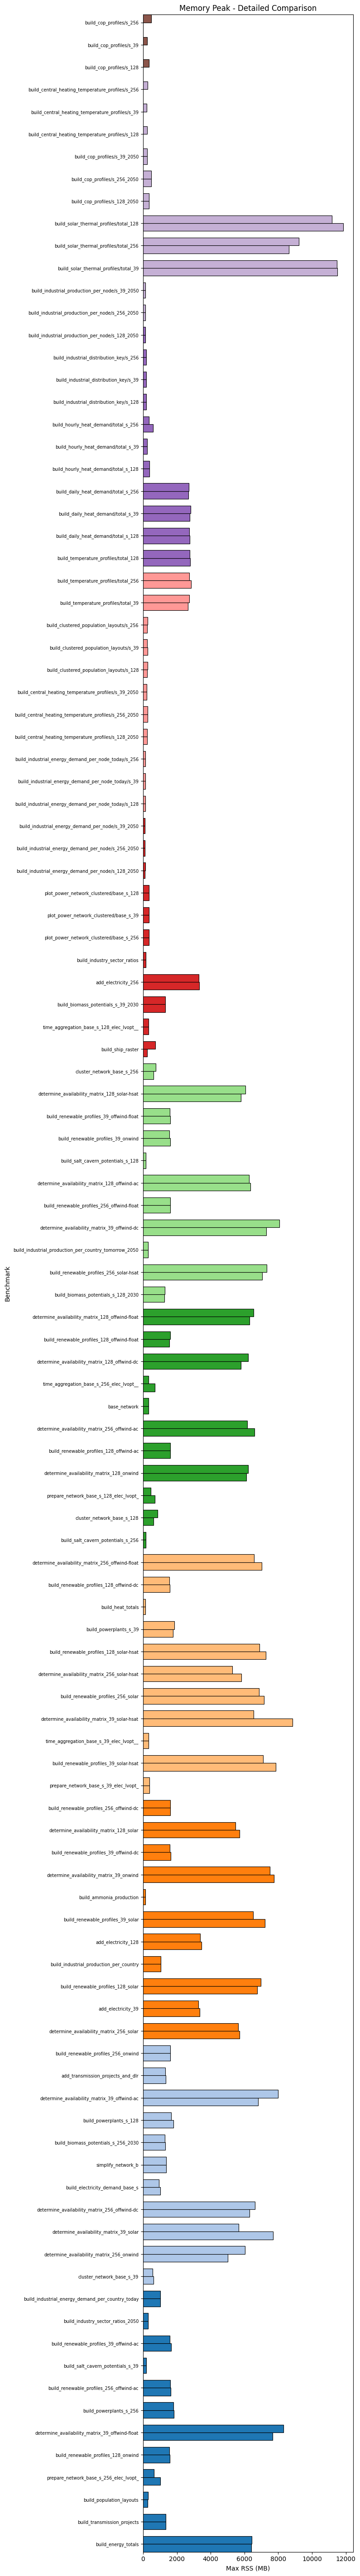 Memory Peak - Detailed Comparison
build_cop_profiles/s_256
build_cop_profiles/s_39
build_cop_profiles/s_128
build_central_heating_temperature_profiles/s_256
build_central_heating_temperature_profiles/s_39
build_central_heating_temperature_profiles/s_128
build_cop_profiles/s_39_2050
build_cop_profiles/s_256_2050
build_cop_profiles/s_128_2050
build_solar_thermal_profiles/total_128
build_solar_thermal_profiles/total_256
build_solar_thermal_profiles/total_39
build_industrial_production_per_node/s_39_2050
build_industrial_production_per_node/s_256_2050
build_industrial_production_per_node/s_128_2050
build_industrial_distribution_key/s_256
build_industrial_distribution_key/s_39
build_industrial_distribution_key/s_128
build_hourly_heat_demand/total_s_256
build_hourly_heat_demand/total_s_39
build_hourly_heat_demand/total_s_128
build_daily_heat_demand/total_s_256
build_daily_heat_demand/total_s_39
build_daily_heat_demand/total_s_128
build_temperature_profiles/total_128
build_temperature_profiles/total_256
build_temperature_profiles/total_39
build_clustered_population_layouts/s_256
build_clustered_population_layouts/s_39
build_clustered_population_layouts/s_128
build_central_heating_temperature_profiles/s_39_2050
build_central_heating_temperature_profiles/s_256_2050
build_central_heating_temperature_profiles/s_128_2050
build_industrial_energy_demand_per_node_today/s_256
build_industrial_energy_demand_per_node_today/s_39
build_industrial_energy_demand_per_node_today/s_128
build_industrial_energy_demand_per_node/s_39_2050
build_industrial_energy_demand_per_node/s_256_2050
build_industrial_energy_demand_per_node/s_128_2050
plot_power_network_clustered/base_s_128
plot_power_network_clustered/base_s_39
plot_power_network_clustered/base_s_256
build_industry_sector_ratios
add_electricity_256
build_biomass_potentials_s_39_2030
time_aggregation_base_s_128_elec_lvopt__
build_ship_raster
cluster_network_base_s_256
determine_availability_matrix_128_solar-hsat
build_renewable_profiles_39_offwind-float
build_renewable_profiles_39_onwind
build_salt_cavern_potentials_s_128
determine_availability_matrix_128_offwind-ac
build_renewable_profiles_256_offwind-float
determine_availability_matrix_39_offwind-dc
build_industrial_production_per_country_tomorrow_2050
build_renewable_profiles_256_solar-hsat
build_biomass_potentials_s_128_2030
determine_availability_matrix_128_offwind-float
build_renewable_profiles_128_offwind-float
determine_availability_matrix_128_offwind-dc
time_aggregation_base_s_256_elec_lvopt__
base_network
determine_availability_matrix_256_offwind-ac
build_renewable_profiles_128_offwind-ac
determine_availability_matrix_128_onwind
prepare_network_base_s_128_elec_lvopt_
cluster_network_base_s_128
build_salt_cavern_potentials_s_256
determine_availability_matrix_256_offwind-float
build_renewable_profiles_128_offwind-dc
build_heat_totals
build_powerplants_s_39
build_renewable_profiles_128_solar-hsat
determine_availability_matrix_256_solar-hsat
build_renewable_profiles_256_solar
determine_availability_matrix_39_solar-hsat
time_aggregation_base_s_39_elec_lvopt__
build_renewable_profiles_39_solar-hsat
prepare_network_base_s_39_elec_lvopt_
build_renewable_profiles_256_offwind-dc
determine_availability_matrix_128_solar
build_renewable_profiles_39_offwind-dc
determine_availability_matrix_39_onwind
build_ammonia_production
build_renewable_profiles_39_solar
add_electricity_128
build_industrial_production_per_country
build_renewable_profiles_128_solar
add_electricity_39
determine_availability_matrix_256_solar
build_renewable_profiles_256_onwind
add_transmission_projects_and_dlr
determine_availability_matrix_39_offwind-ac
build_powerplants_s_128
build_biomass_potentials_s_256_2030
simplify_network_b
build_electricity_demand_base_s
determine_availability_matrix_256_offwind-dc
determine_availability_matrix_39_solar
determine_availability_matrix_256_onwind
cluster_network_base_s_39
build_industrial_energy_demand_per_country_today
build_industry_sector_ratios_2050
build_renewable_profiles_39_offwind-ac
build_salt_cavern_potentials_s_39
build_renewable_profiles_256_offwind-ac
build_powerplants_s_256
determine_availability_matrix_39_offwind-float
build_renewable_profiles_128_onwind
prepare_network_base_s_256_elec_lvopt_
build_population_layouts
build_transmission_projects
build_energy_totals
Benchmark
0 2000 4000 6000 8000 10000 12000
Max RSS (MB)